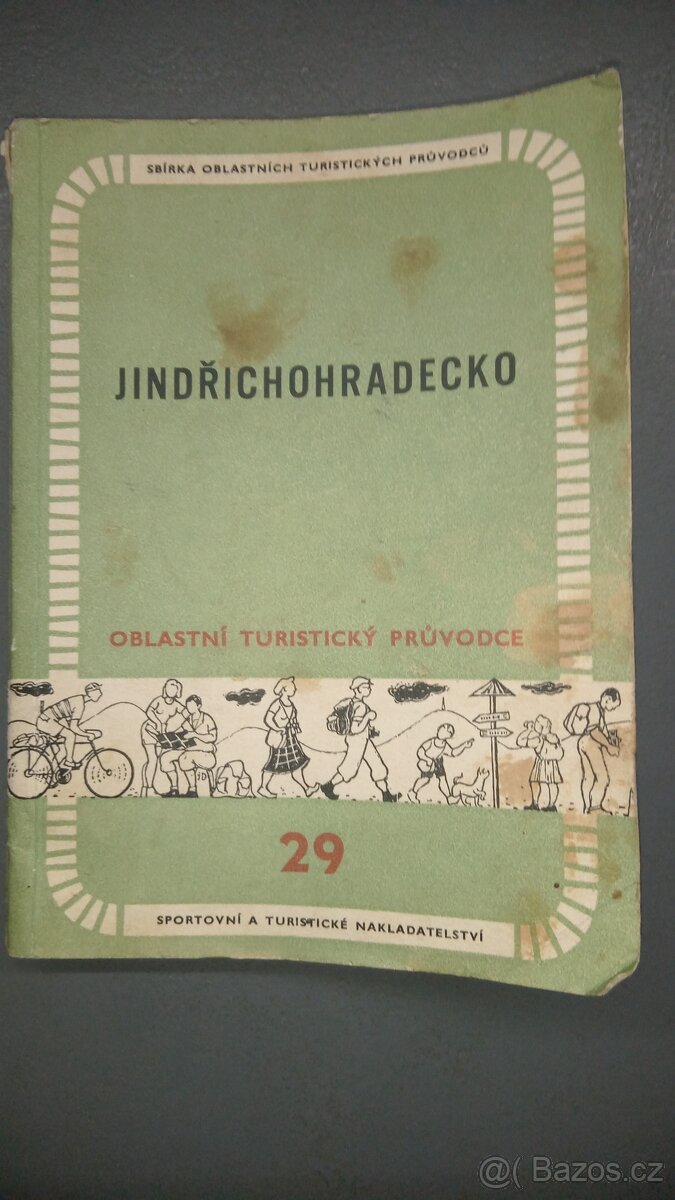 SBÍRKA OBLASTNÍCH TURISTICKÝCH PRŮVODCŮ
JINDŘICHOHRADECKO
OBLASTNÍ TURISTICKÝ PRŮVODCE
29
SPORTOVNÍ A TURISTICKÉ NAKLADATELSTVÍ
@( Bazos.cz